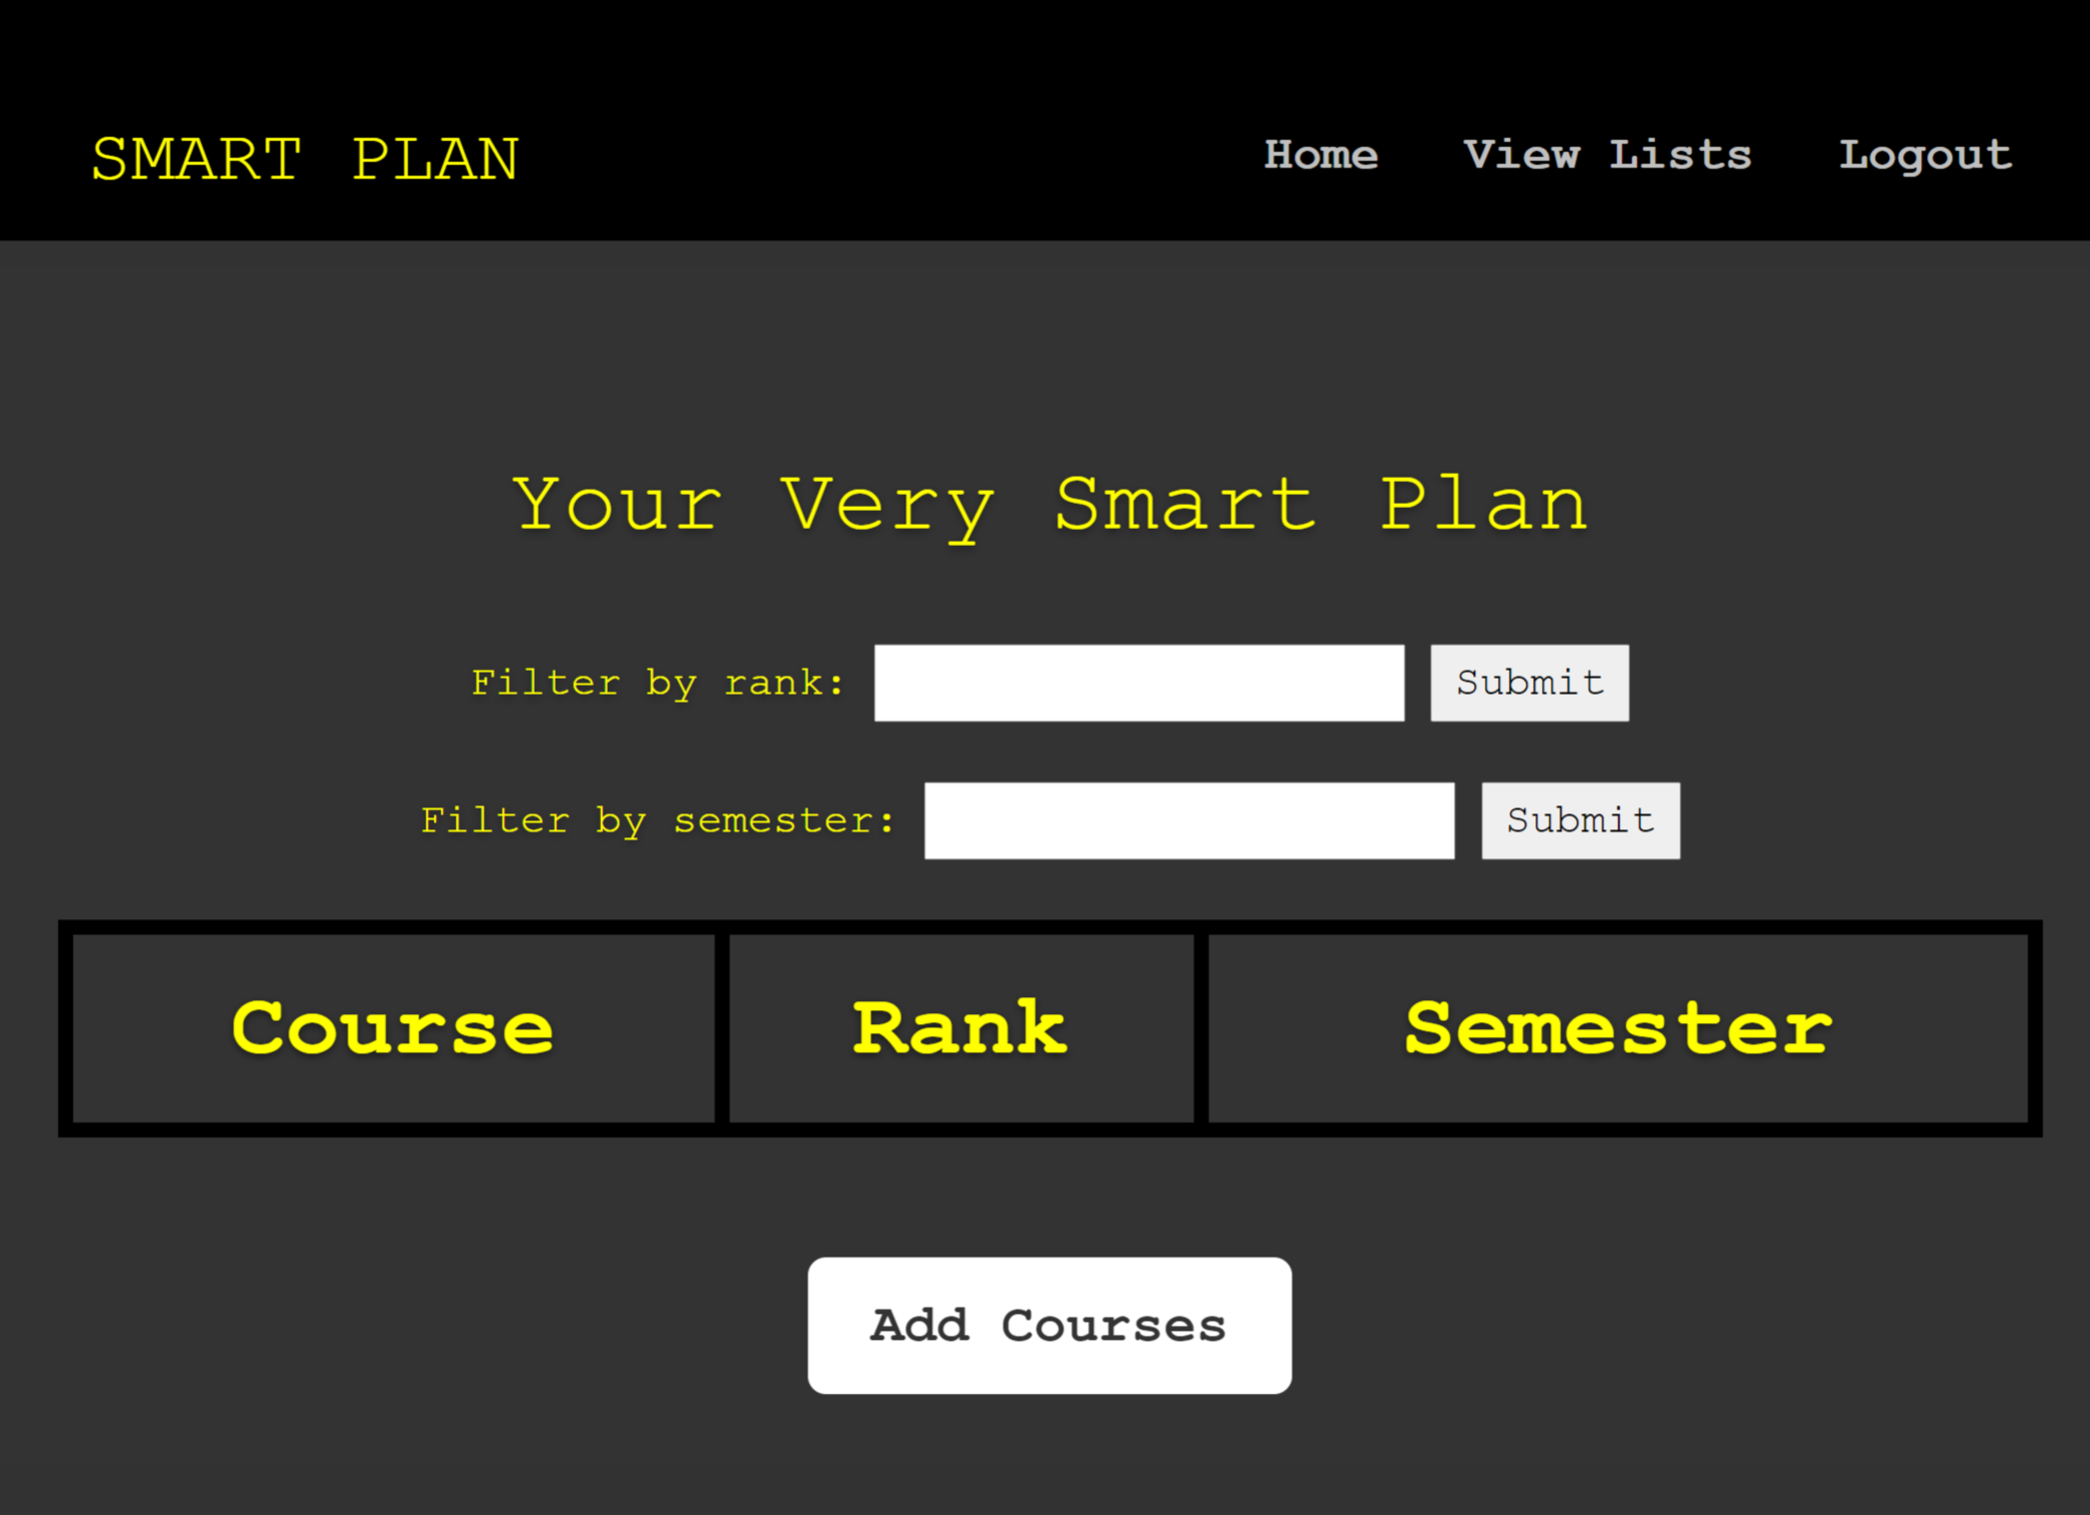 SMART PLAN Home View Lists Logout
Your Very Smart Plan
Filter by rank: Submit
Filter by semester: Submit
Course Rank Semester
Add Courses